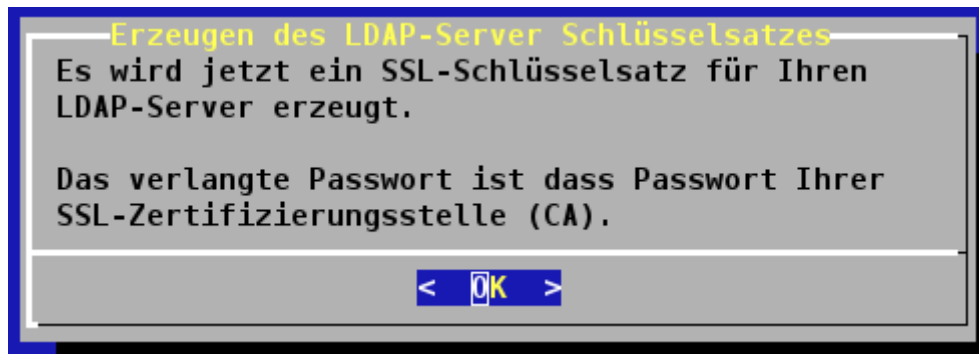 Erzeugen des LDAP-Server Schlüsselsatzes
Es wird jetzt ein SSL-Schlüsselsatz für Ihren
LDAP-Server erzeugt.
Das verlangte Passwort ist dass Passwort Ihrer
SSL-Zertifizierungsstelle (CA).
< OK >